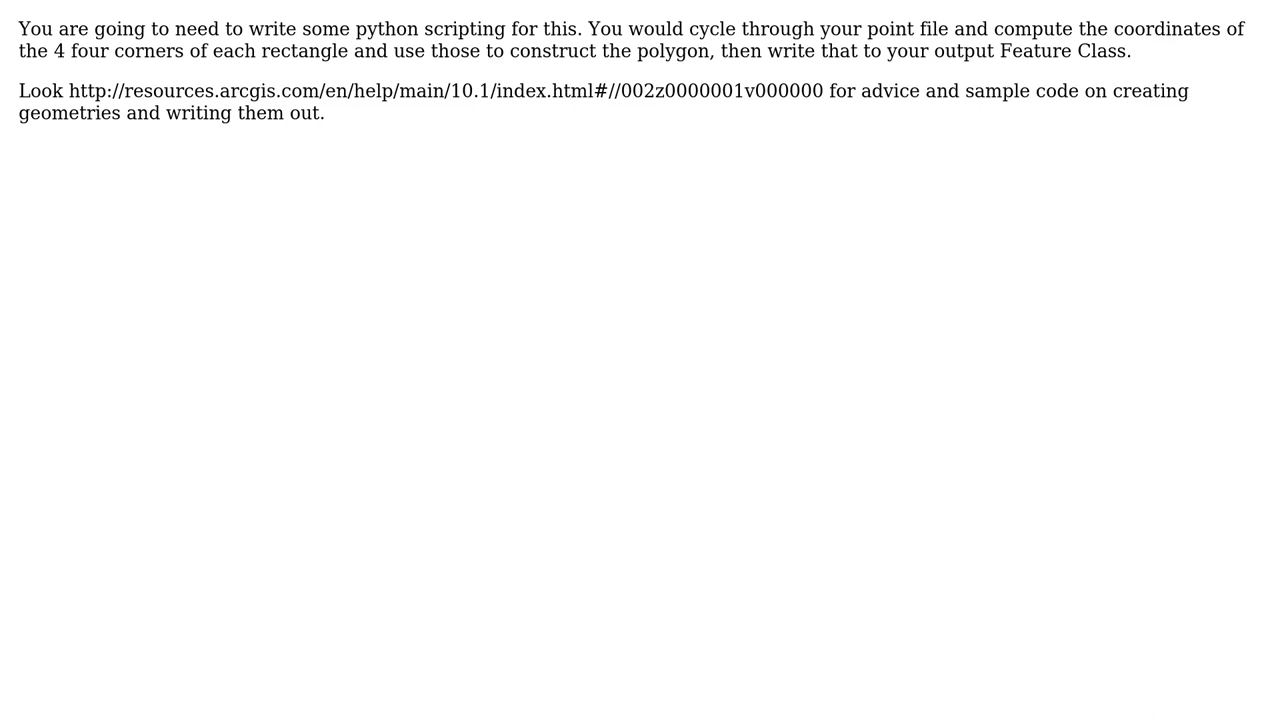 You are going to need to write some python scripting for this. You would cycle through your point file and compute the coordinates of
the 4 four corners of each rectangle and use those to construct the polygon, then write that to your output Feature Class.
Look http://resources.arcgis.com/en/help/main/10.1/index.html#//002z0000001v000000 for advice and sample code on creating
geometries and writing them out.